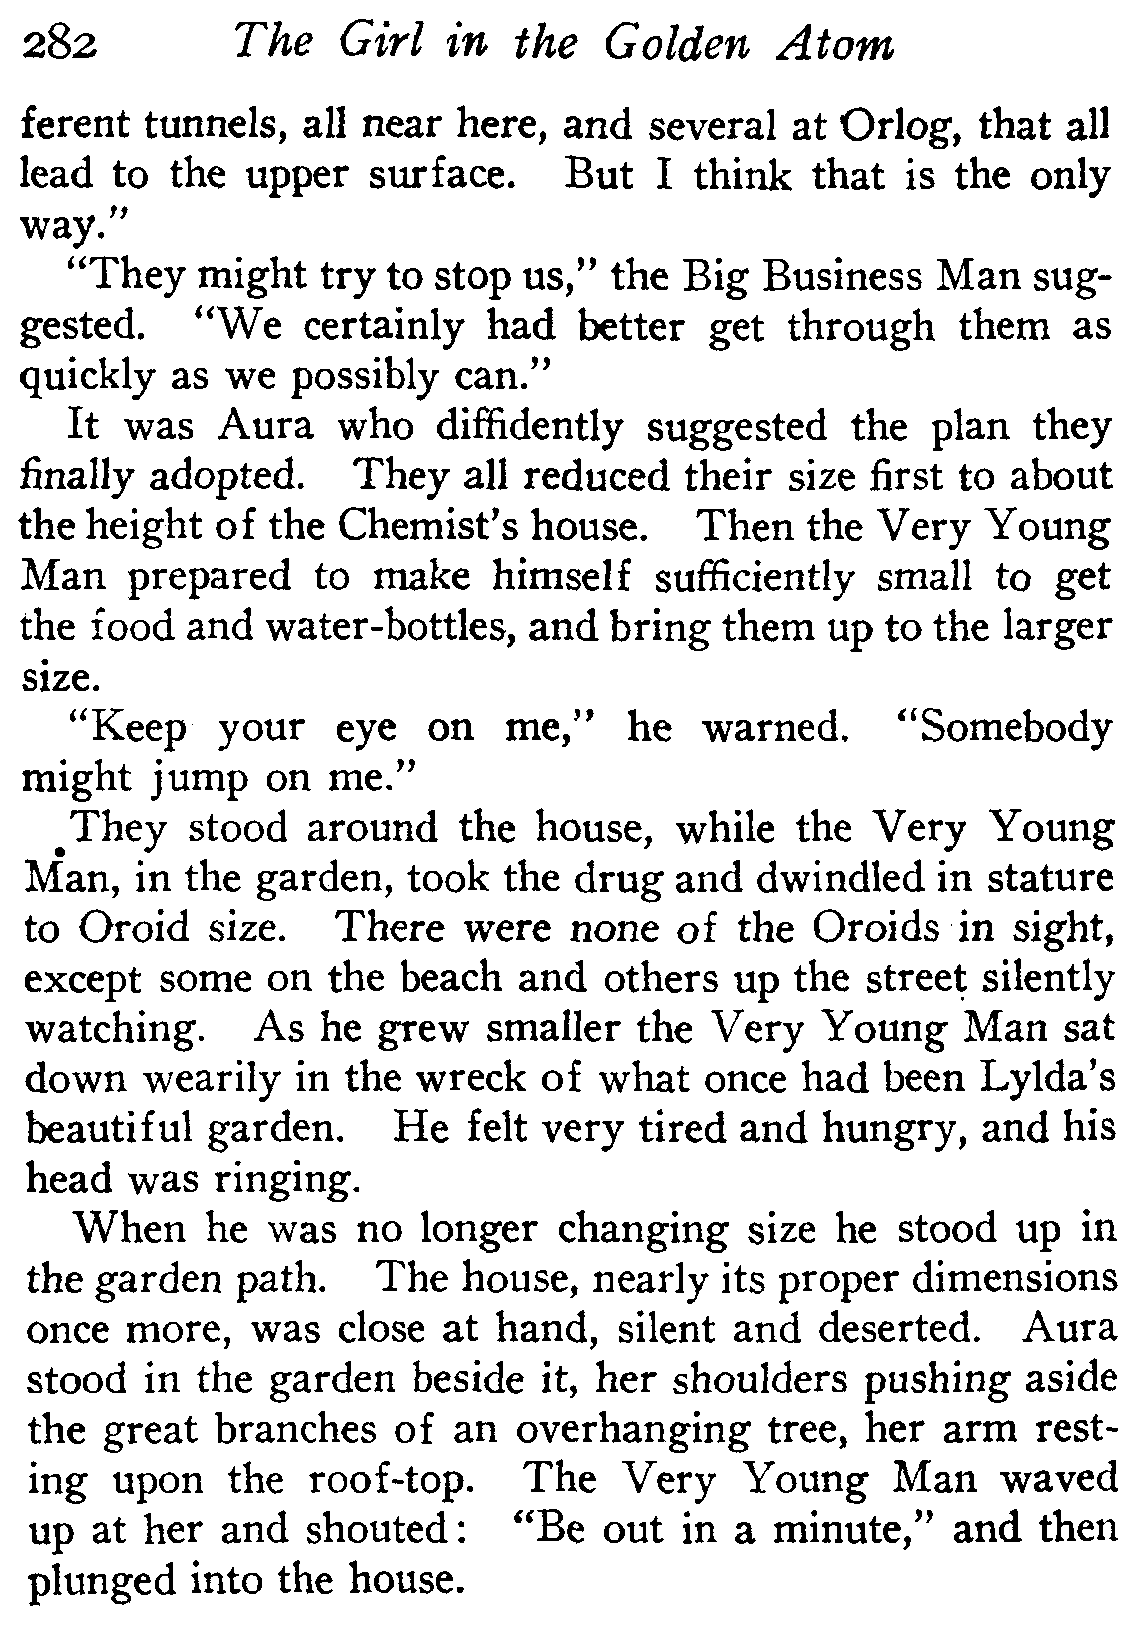 282 The Girl in the Golden Atom
ferent tunnels, all near here, and several at Orlog, that all
lead to the upper surface. But I think that is the only
way.”
“They might try to stop us,” the Big Business Man sug-
gested. “We certainly had better get through them as
quickly as we possibly can.”
It was Aura who diffidently suggested the plan they
finally adopted. They all reduced their size first to about
the height of the Chemist’s house. Then the Very Young
Man prepared to make himself sufficiently small to get
the food and water-bottles, and bring them up to the larger
size.
“Keep your eye on me,” he warned. “Somebody
might jump on me.”
They stood around the house, while the Very Young
Man, in the garden, took the drug and dwindled in stature
to Oroid size. There were none of the Oroids in sight,
except some on the beach and others up the street silently
watching. As he grew smaller the Very Young Man sat
down wearily in the wreck of what once had been Lylda’s
beautiful garden. He felt very tired and hungry, and his
head was ringing.
When he was no longer changing size he stood up in
the garden path. The house, nearly its proper dimensions
once more, was close at hand, silent and deserted. Aura
stood in the garden beside it, her shoulders pushing aside
the great branches of an overhanging tree, her arm rest-
ing upon the roof-top. The Very Young Man waved
up at her and shouted: “Be out in a minute,” and then
plunged into the house.